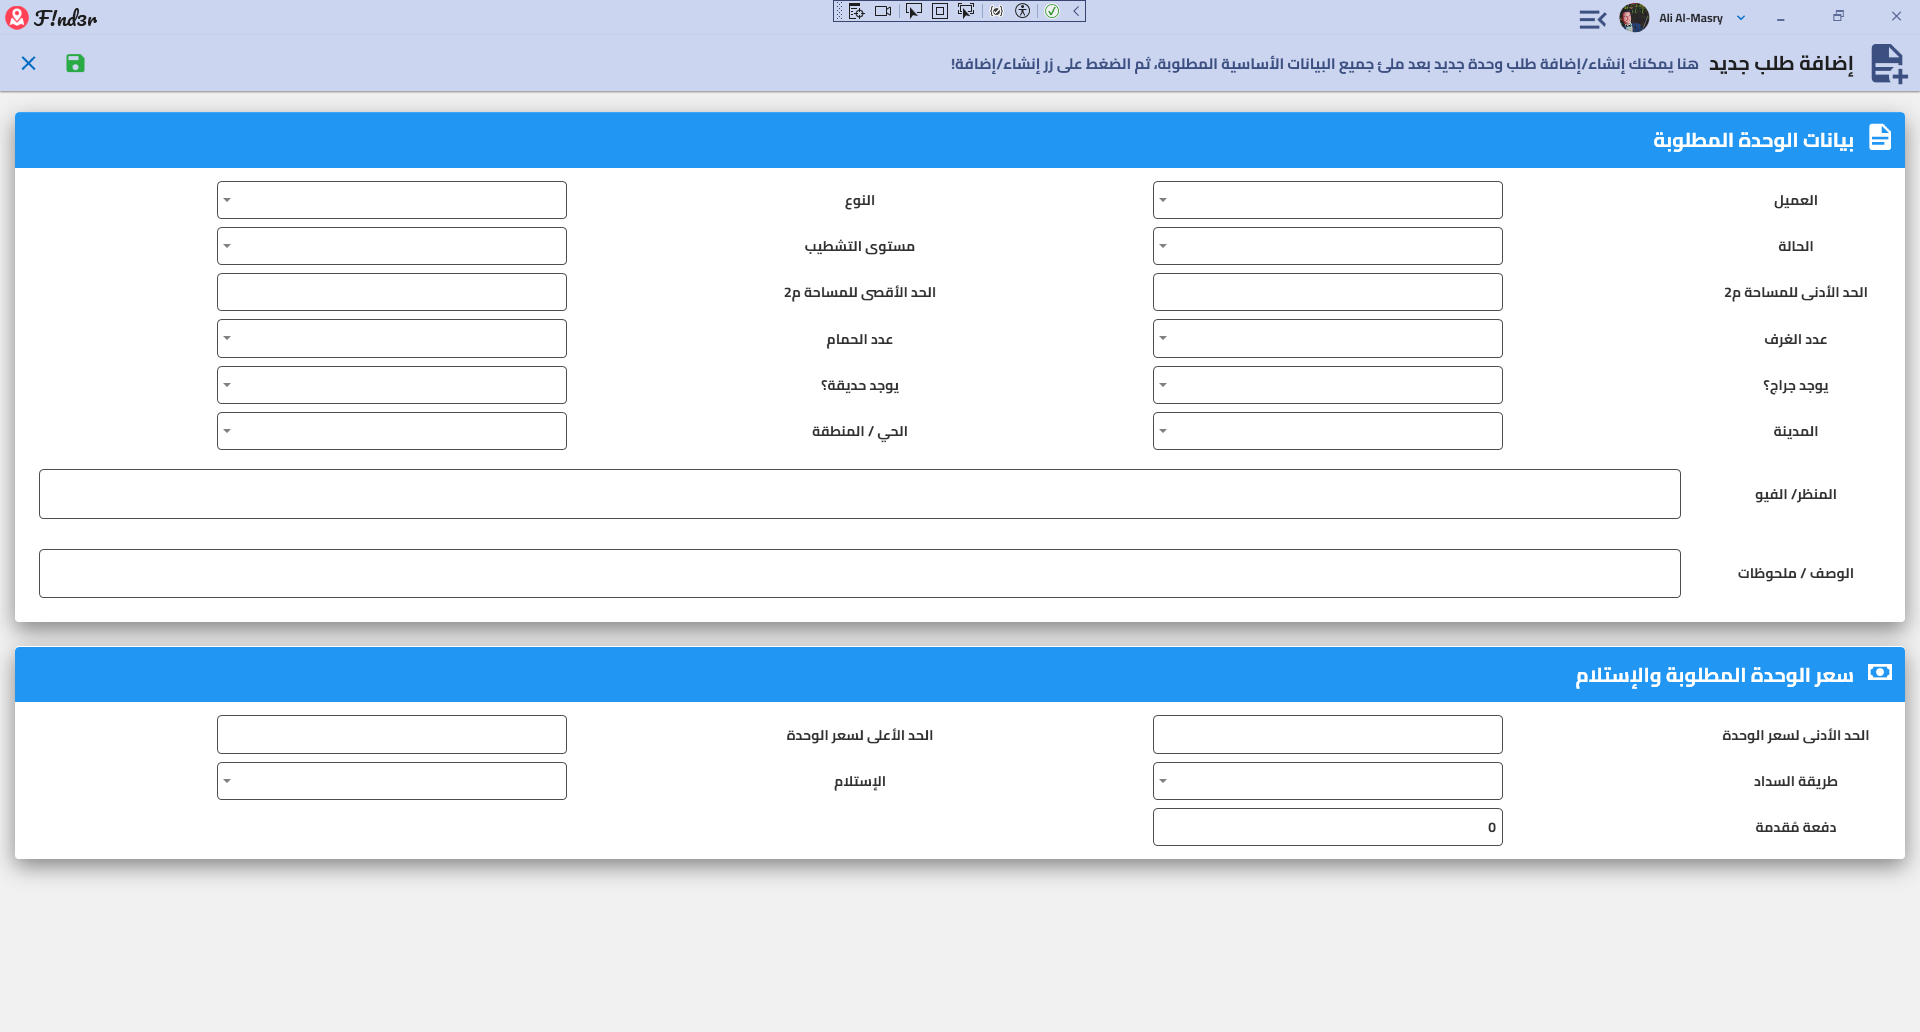 F!nd3r
Ali Al-Masry
إضافة طلب جديد هنا يمكنك إنشاء/إضافة طلب وحدة جديد بعد ملئ جميع البيانات الأساسية المطلوبة، ثم الضغط على زر إنشاء/إضافة!
بيانات الوحدة المطلوبة
العميل
النوع
الحالة
مستوى التشطيب
الحد الأدنى للمساحة م2
الحد الأقصى للمساحة م2
عدد الغرف
عدد الحمام
يوجد جراج؟
يوجد حديقة؟
المدينة
الحي / المنطقة
المنظر/ الفيو
الوصف / ملحوظات
سعر الوحدة المطلوبة والإستلام
الحد الأدنى لسعر الوحدة
الحد الأعلى لسعر الوحدة
طريقة السداد
الإستلام
دفعة مُقدمة
0